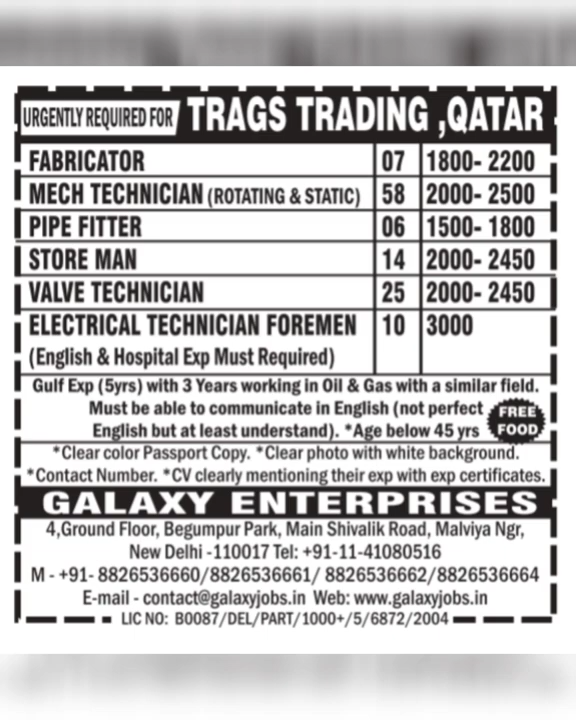 URGENTLY REQUIRED FOR TRAGS TRADING ,QATAR
FABRICATOR 07 1800- 2200
MECH TECHNICIAN (ROTATING & STATIC) 58 2000- 2500
PIPE FITTER 06 1500- 1800
STORE MAN 14 2000- 2450
VALVE TECHNICIAN 25 2000- 2450
ELECTRICAL TECHNICIAN FOREMEN 10 3000
(English & Hospital Exp Must Required)
Gulf Exp (5yrs) with 3 Years working in Oil & Gas with a similar field.
Must be able to communicate in English (not perfect
English but at least understand). *Age below 45 yrs
FREE
FOOD
*Clear color Passport Copy. *Clear photo with white background.
*Contact Number. *CV clearly mentioning their exp with exp certificates.
GALAXY ENTERPRISES
4,Ground Floor, Begumpur Park, Main Shivalik Road, Malviya Ngr,
New Delhi -110017 Tel: +91-11-41080516
M - +91- 8826536660/8826536661/ 8826536662/8826536664
E-mail - contact@galaxyjobs.in Web: www.galaxyjobs.in
LIC NO: B0087/DEL/PART/1000+/5/6872/2004